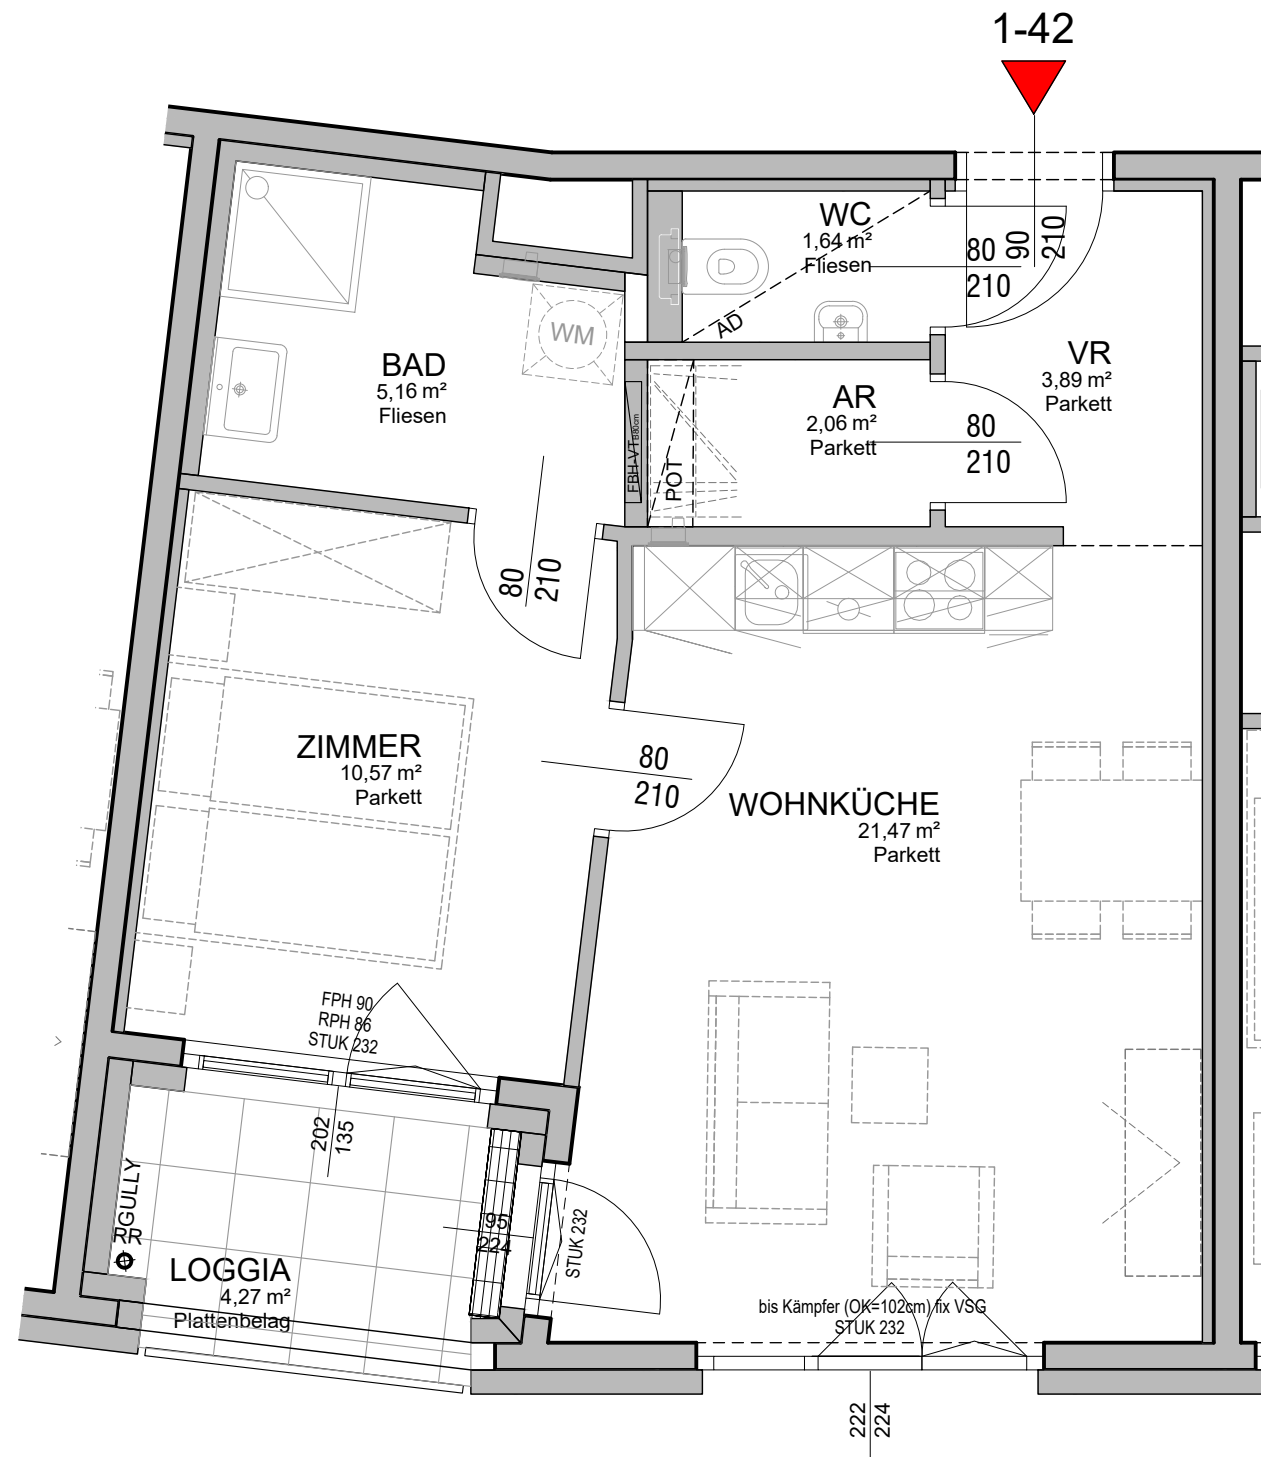 1-42
WC
1,64 m²
Fliesen
80
210
90
210
AD
BAD
5,16 m²
Fliesen
WM
VR
3,89 m²
Parkett
AR
2,06 m²
Parkett
80
210
FBH-VT
POT
80
210
ZIMMER
10,57 m²
Parkett
80
210
WOHNKÜCHE
21,47 m²
Parkett
FPH 90
RPH 86
STUK 232
202
135
GULLY
RR
95
224
STUK 232
LOGGIA
4,27 m²
Plattenbelag
bis Kämpfer (OK=102cm) fix VSG
STUK 232
222
224